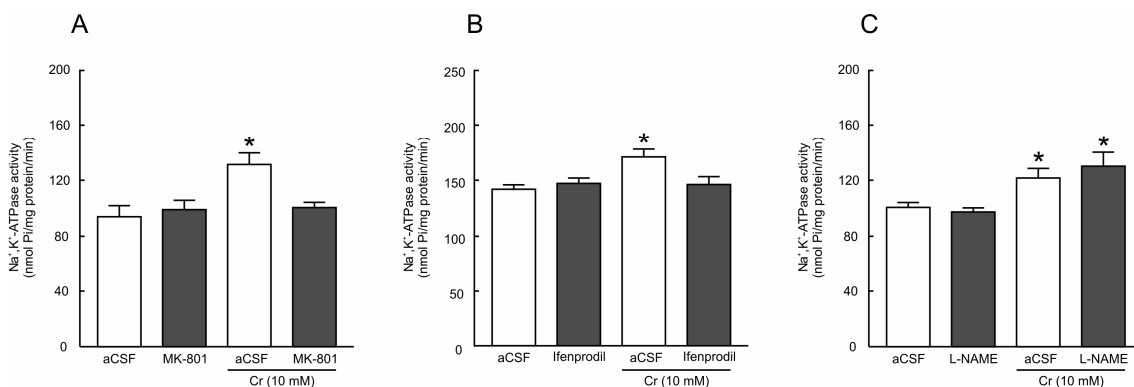 A
B
C
Na⁺,K⁺-ATPase activity
(nmol Pi/mg protein/min)
200
160
120
80
40
0
*
aCSF MK-801 aCSF MK-801
Cr (10 mM)
Na⁺,K⁺-ATPase activity
(nmol Pi/mg protein/min)
250
200
150
100
50
0
*
aCSF Ifenprodil aCSF Ifenprodil
Cr (10 mM)
Na⁺,K⁺-ATPase activity
(nmol Pi/mg protein/min)
200
160
120
80
40
0
* *
aCSF L-NAME aCSF L-NAME
Cr (10 mM)